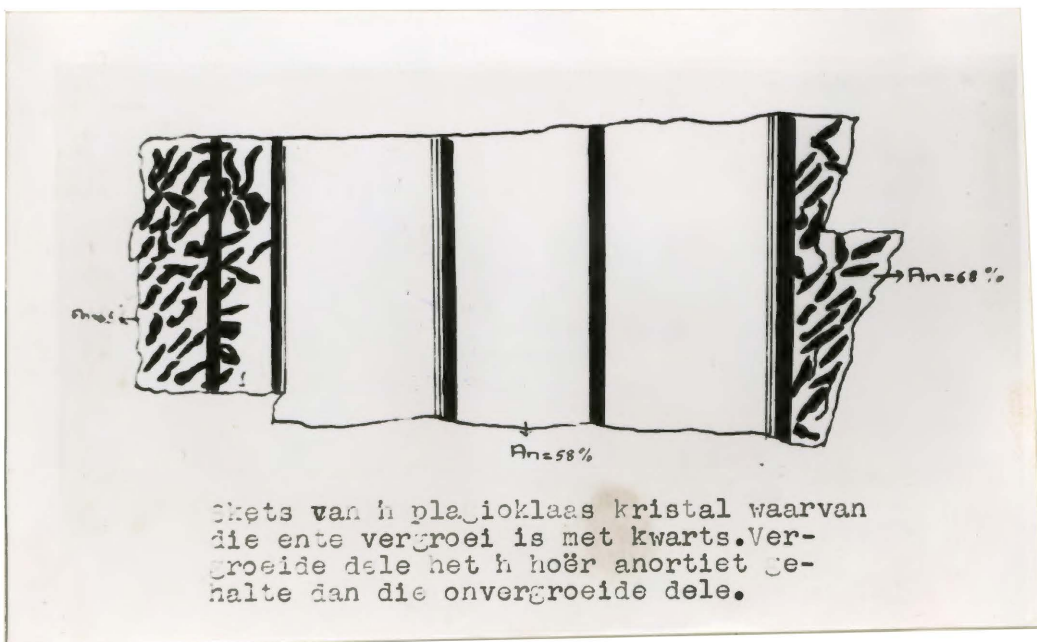 An=68%
An=58%
Skets van 'n plagioklaas kristal waarvan
die ente vergroei is met kwarts.Ver-
groeide dele het 'n hoër anortiet ge-
halte dan die onvergroeide dele.